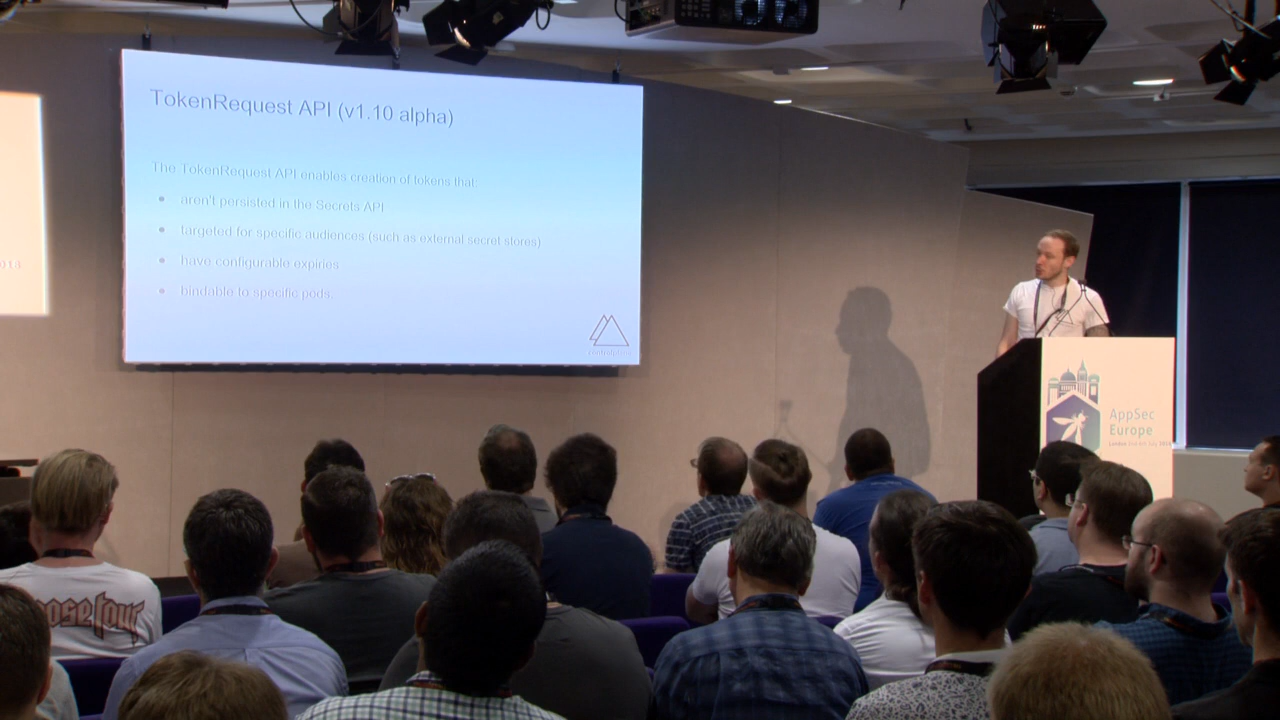 TokenRequest API (v1.10 alpha)
The TokenRequest API enables creation of tokens that:
aren't persisted in the Secrets API
targeted for specific audiences (such as external secret stores)
have configurable expiries
bindable to specific pods
controlplane
AppSec
Europe